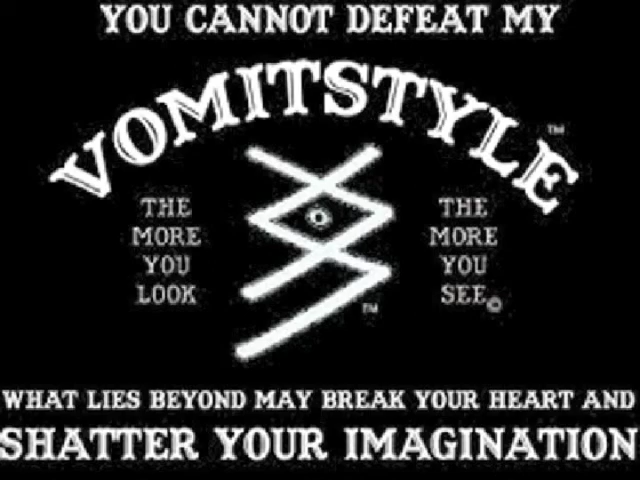 YOU CANNOT DEFEAT MY
VOMITSTYLE™
THE
MORE
YOU
LOOK
THE
MORE
YOU
SEE©
™
WHAT LIES BEYOND MAY BREAK YOUR HEART AND
SHATTER YOUR IMAGINATION